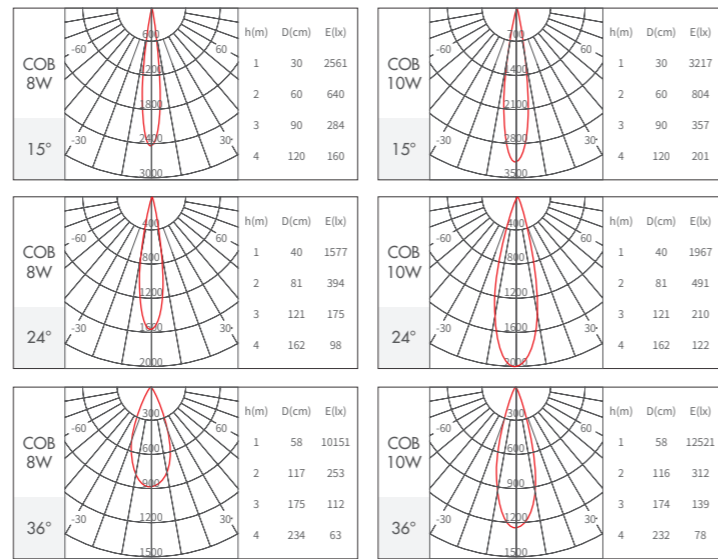 COB
8W
15°
-60
-30
60
30
600
1200
1800
2400
3000
h(m) D(cm) E(lx)
1 30 2561
2 60 640
3 90 284
4 120 160
COB
10W
15°
-60
-30
60
30
700
1400
2100
2800
3500
h(m) D(cm) E(lx)
1 30 3217
2 60 804
3 90 357
4 120 201
COB
8W
24°
-60
-30
60
30
400
800
1200
1600
2000
h(m) D(cm) E(lx)
1 40 1577
2 81 394
3 121 175
4 162 98
COB
10W
24°
-60
-30
60
30
400
800
1200
1600
2000
h(m) D(cm) E(lx)
1 40 1967
2 81 491
3 121 210
4 162 122
COB
8W
36°
-60
-30
60
30
300
600
900
1200
1500
h(m) D(cm) E(lx)
1 58 10151
2 117 253
3 175 112
4 234 63
COB
10W
36°
-60
-30
60
30
300
600
900
1200
1500
h(m) D(cm) E(lx)
1 58 12521
2 116 312
3 174 139
4 232 78